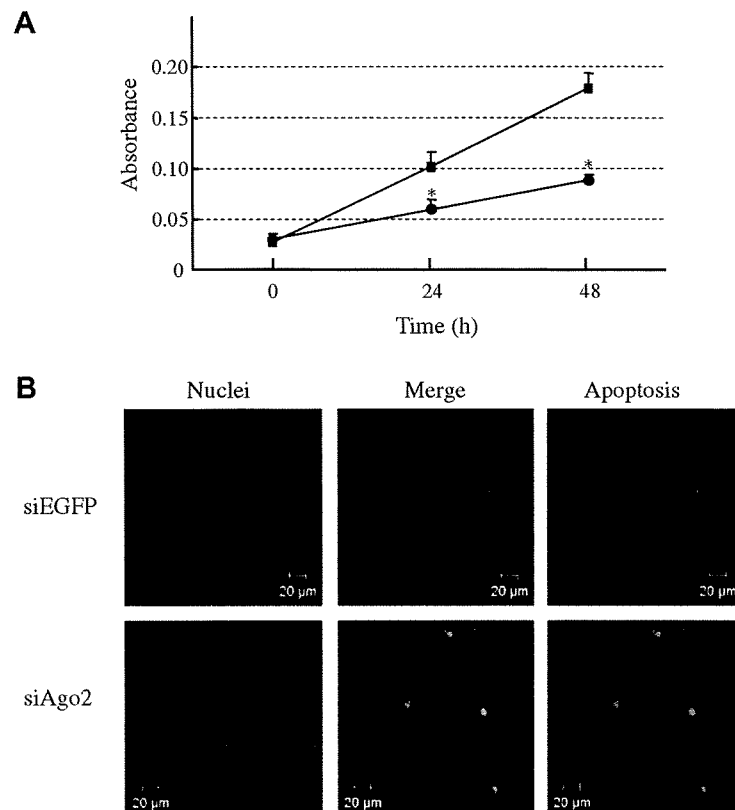 A
0.20
0.15
0.10
0.05
0
Absorbance
*
*
0
24
48
Time (h)
B
Nuclei
Merge
Apoptosis
siEGFP
20 µm
20 µm
20 µm
siAgo2
20 µm
20 µm
20 µm